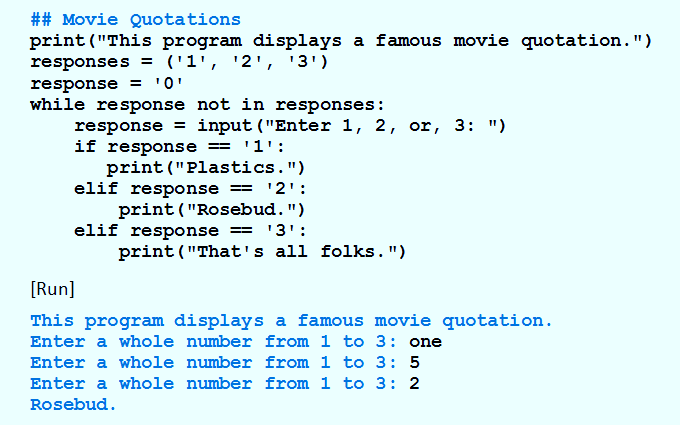 ## Movie Quotations
print("This program displays a famous movie quotation.")
responses = ('1', '2', '3')
response = '0'
while response not in responses:
    response = input("Enter 1, 2, or, 3: ")
    if response == '1':
       print("Plastics.")
    elif response == '2':
        print("Rosebud.")
    elif response == '3':
        print("That's all folks.")
[Run]
This program displays a famous movie quotation.
Enter a whole number from 1 to 3: one
Enter a whole number from 1 to 3: 5
Enter a whole number from 1 to 3: 2
Rosebud.